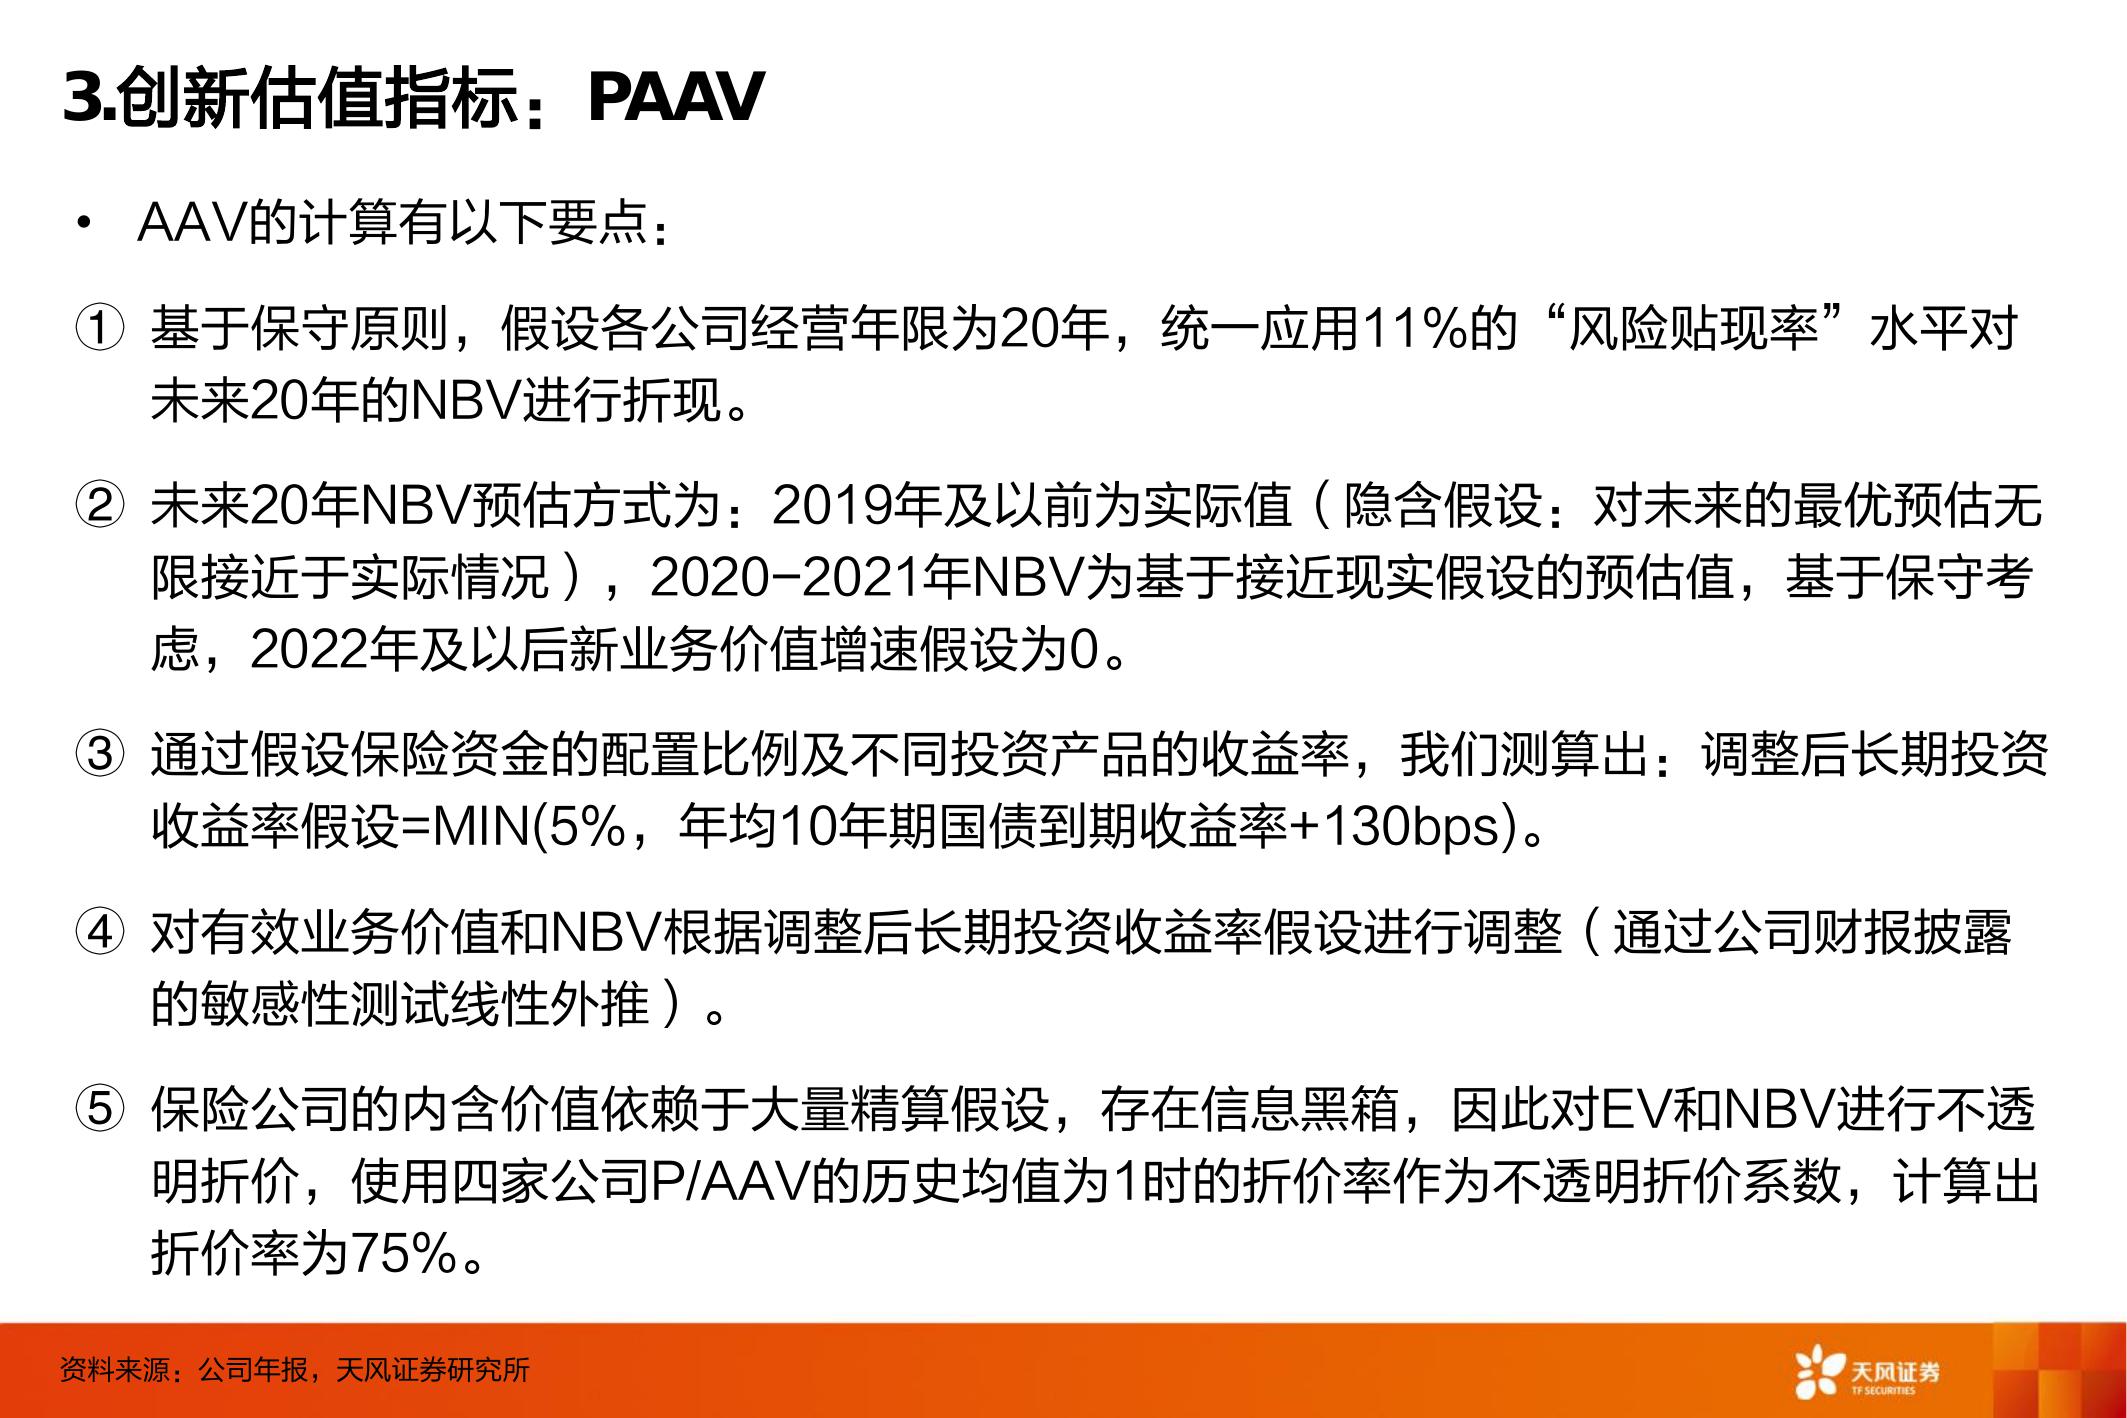 3.创新估值指标：PAAV
• AAV的计算有以下要点：
① 基于保守原则，假设各公司经营年限为20年，统一应用11%的“风险贴现率”水平对
未来20年的NBV进行折现。
② 未来20年NBV预估方式为：2019年及以前为实际值（隐含假设：对未来的最优预估无
限接近于实际情况），2020-2021年NBV为基于接近现实假设的预估值，基于保守考
虑，2022年及以后新业务价值增速假设为0。
③ 通过假设保险资金的配置比例及不同投资产品的收益率，我们测算出：调整后长期投资
收益率假设=MIN(5%，年均10年期国债到期收益率+130bps)。
④ 对有效业务价值和NBV根据调整后长期投资收益率假设进行调整（通过公司财报披露
的敏感性测试线性外推）。
⑤ 保险公司的内含价值依赖于大量精算假设，存在信息黑箱，因此对EV和NBV进行不透
明折价，使用四家公司P/AAV的历史均值为1时的折价率作为不透明折价系数，计算出
折价率为75%。
资料来源：公司年报，天风证券研究所
天风证券
TF SECURITIES